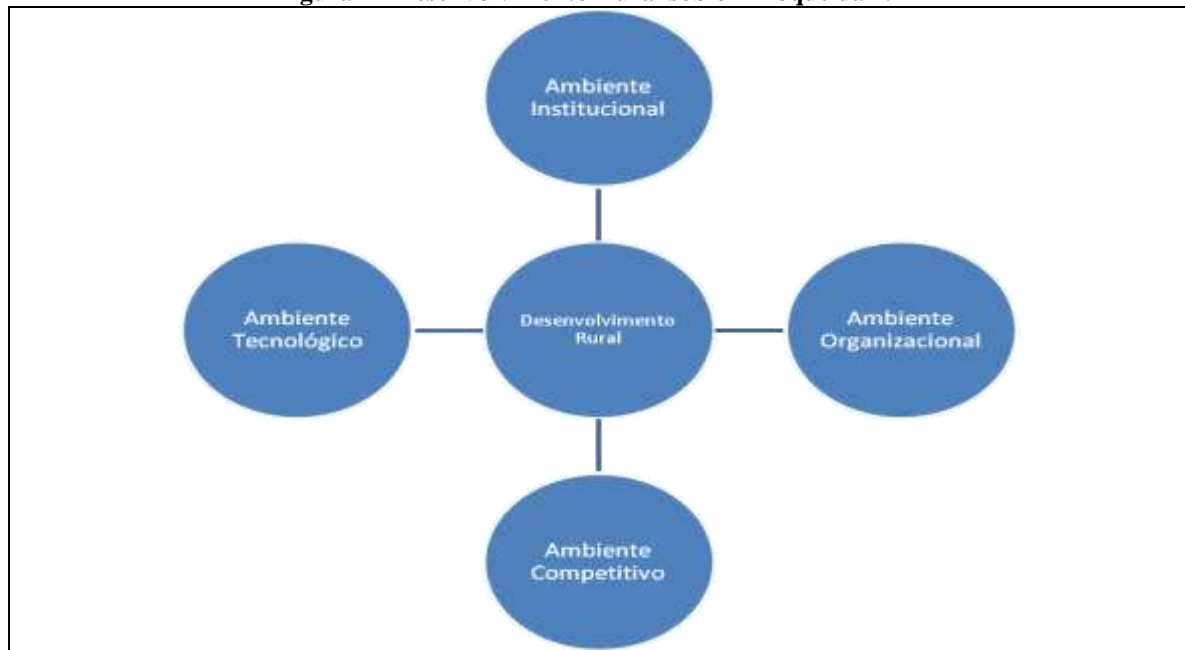 Ambiente
Institucional
Ambiente
Tecnológico
Desenvolvimento
Rural
Ambiente
Organizacional
Ambiente
Competitivo